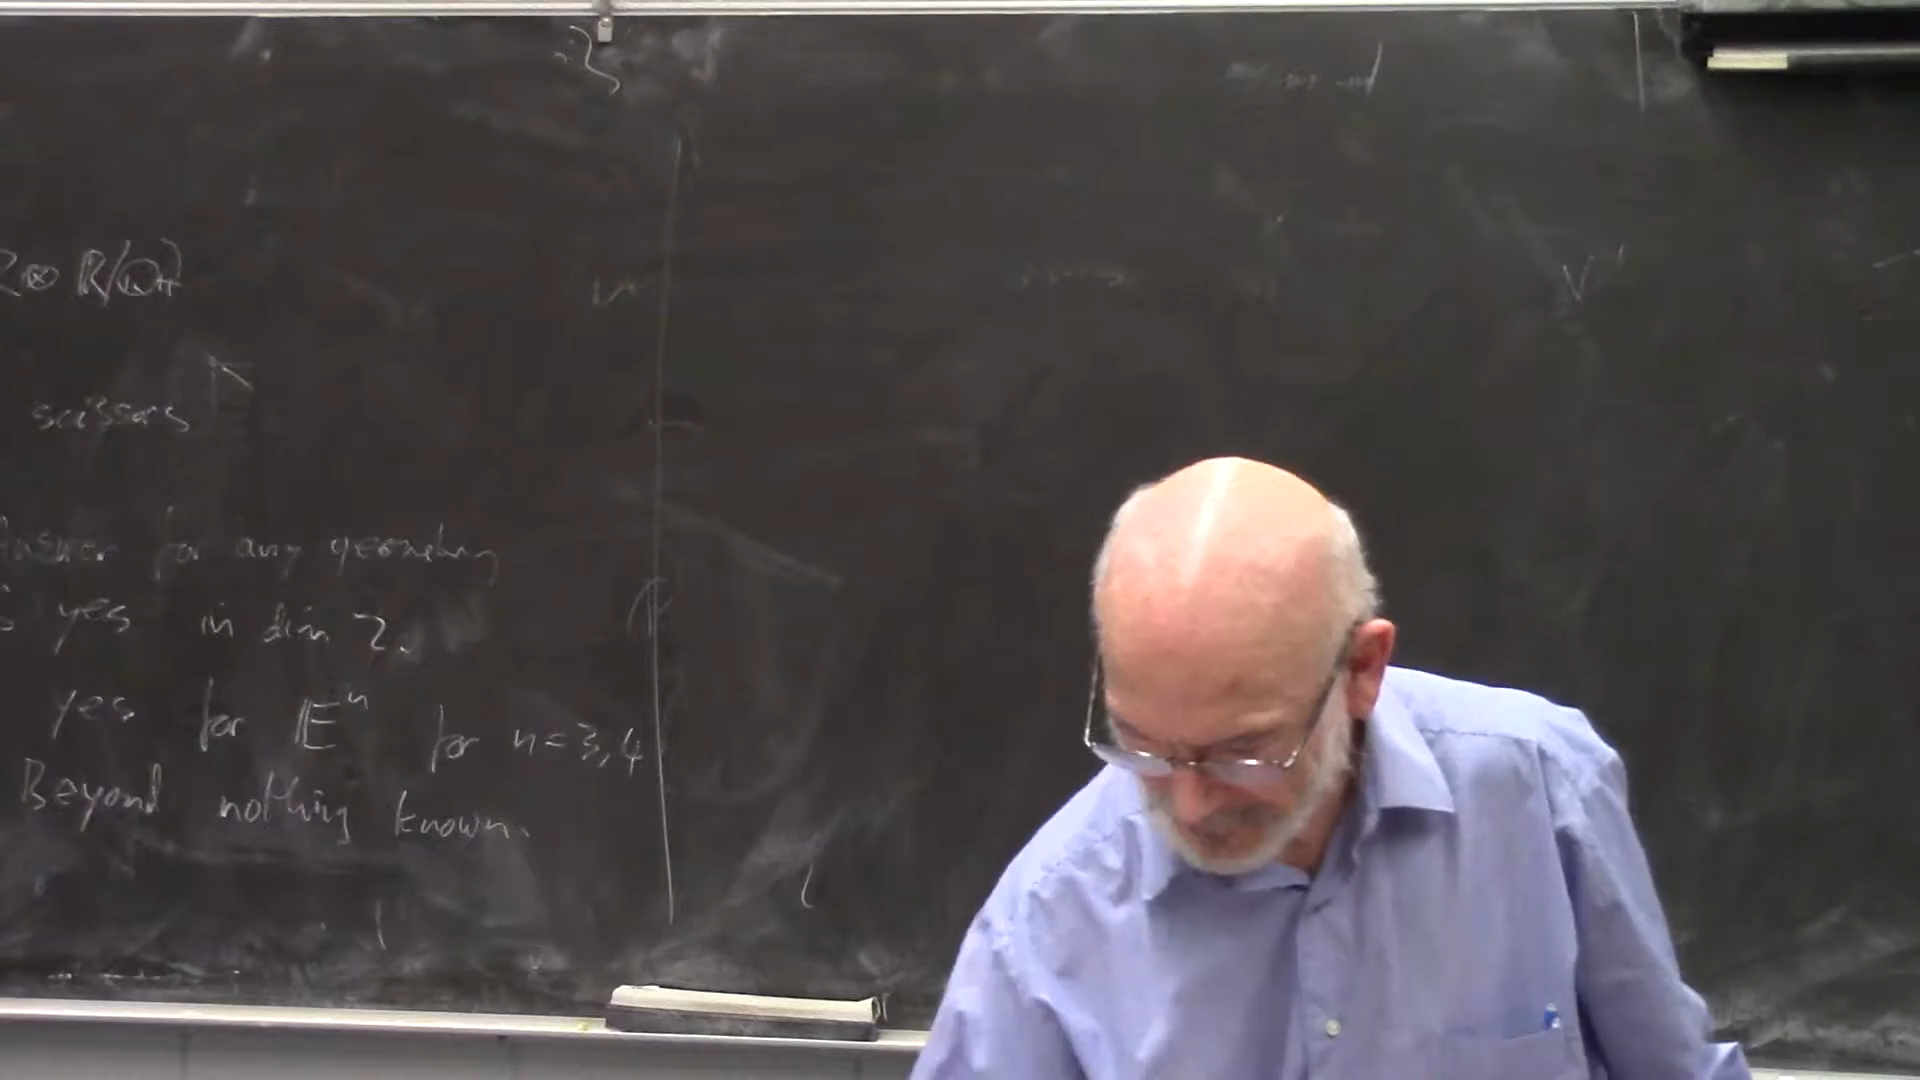 ⊗ ℝ/ℚπ
scissors
Answer for any geometry
yes in dim 2.
yes for 𝔼ⁿ for n=3,4
Beyond nothing known.